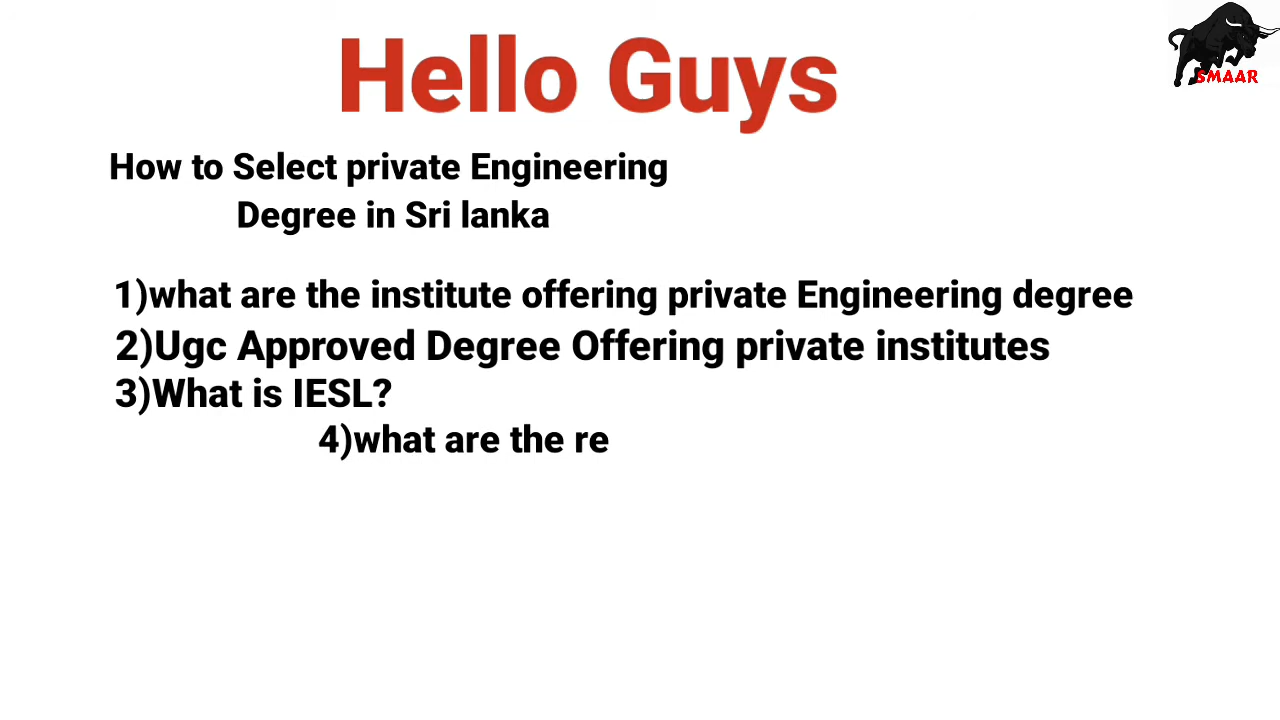 Hello Guys
SMAAR
How to Select private Engineering
Degree in Sri lanka
1)what are the institute offering private Engineering degree
2)Ugc Approved Degree Offering private institutes
3)What is IESL?
4)what are the re